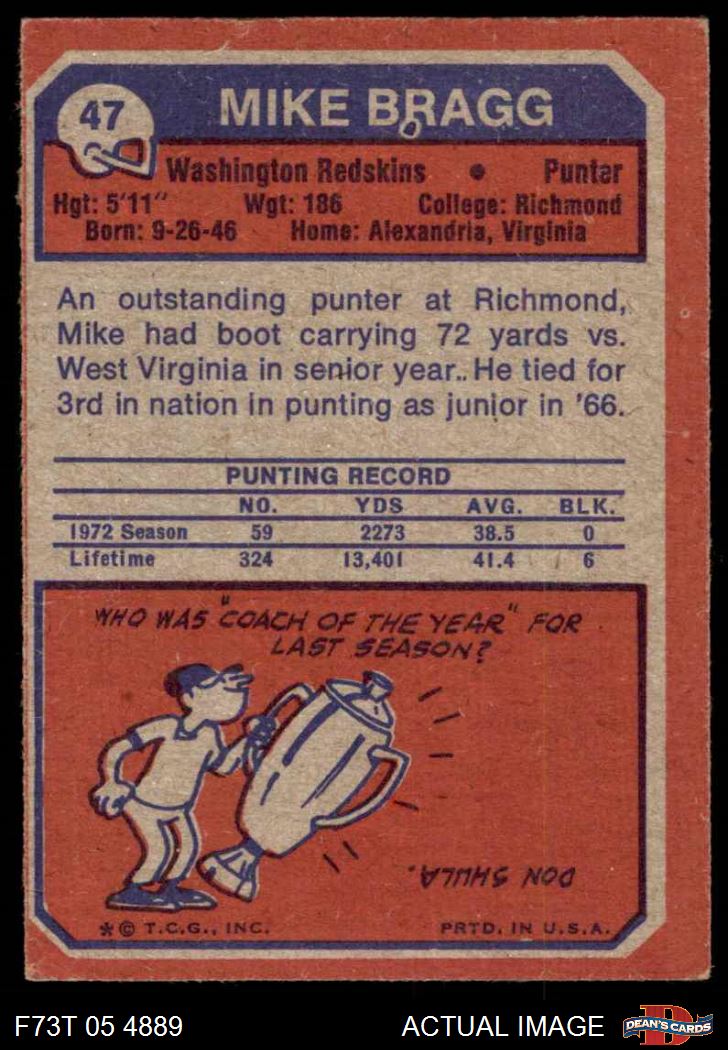 47
MIKE BRAGG
Washington Redskins • Punter
Hgt: 5'11" Wgt: 186 College: Richmond
Born: 9-26-46 Home: Alexandria, Virginia
An outstanding punter at Richmond,
Mike had boot carrying 72 yards vs.
West Virginia in senior year.. He tied for
3rd in nation in punting as junior in '66.
PUNTING RECORD
NO. YDS AVG. BLK.
1972 Season 59 2273 38.5 0
Lifetime 324 13,401 41.4 6
WHO WAS "COACH OF THE YEAR" FOR
LAST SEASON?
DON SHULA.
*© T.C.G., INC. PRTD. IN U.S.A.
F73T 05 4889 ACTUAL IMAGE D DEAN'S CARDS